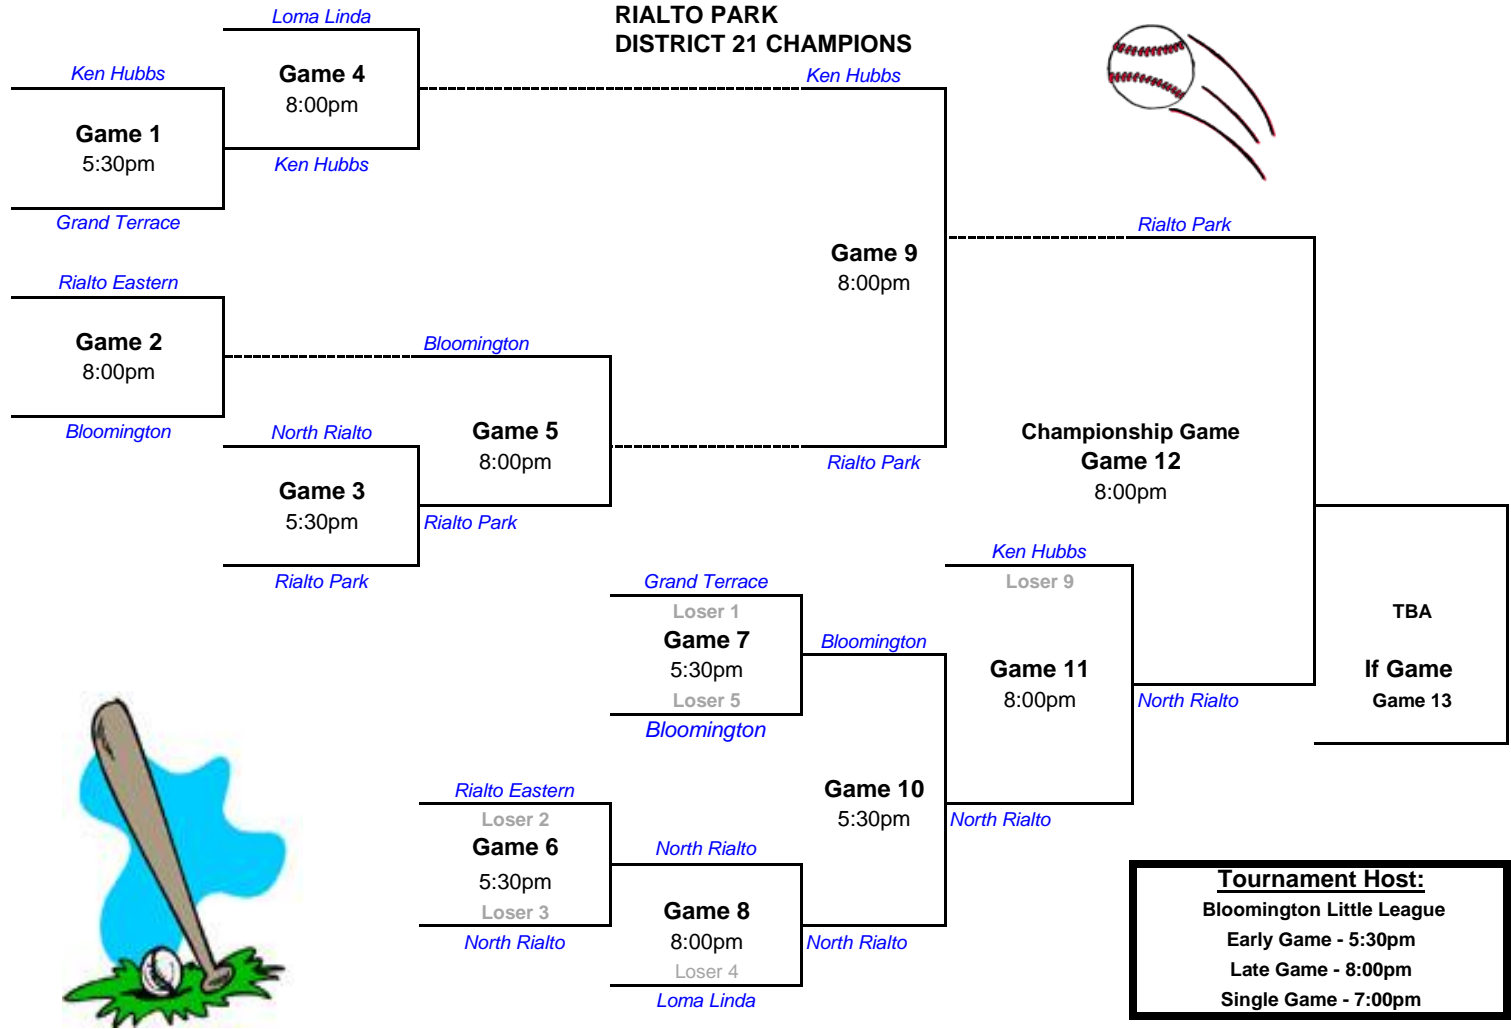 RIALTO PARK
DISTRICT 21 CHAMPIONS
Loma Linda
Game 4
8:00pm
Ken Hubbs
Ken Hubbs
Game 1
5:30pm
Grand Terrace
Ken Hubbs
Game 9
8:00pm
Rialto Park
Rialto Park
Rialto Eastern
Game 2
8:00pm
Bloomington
Bloomington
Game 5
8:00pm
Rialto Park
North Rialto
Game 3
5:30pm
Rialto Park
Championship Game
Game 12
8:00pm
Ken Hubbs
Loser 9
Game 11
8:00pm
North Rialto
North Rialto
TBA
If Game
Game 13
Grand Terrace
Loser 1
Game 7
5:30pm
Loser 5
Bloomington
Bloomington
Game 10
5:30pm
North Rialto
Rialto Eastern
Loser 2
Game 6
5:30pm
Loser 3
North Rialto
North Rialto
Game 8
8:00pm
Loser 4
Loma Linda
Tournament Host:
Bloomington Little League
Early Game - 5:30pm
Late Game - 8:00pm
Single Game - 7:00pm